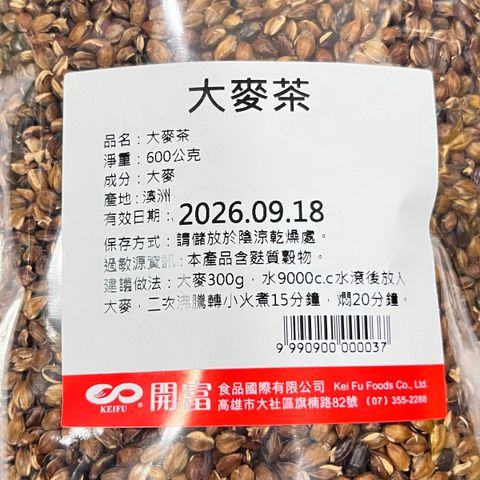 大麥茶
品名：大麥茶
淨重：600公克
成分：大麥
產地：澳洲
有效日期：2026.09.18
保存方式：請儲放於陰涼乾燥處。
過敏源資訊：本產品含麩質穀物。
建議做法：大麥300g，水9000c.c水滾後放入
大麥，二次沸騰轉小火煮15分鐘，燜20分鐘。
9 990900 000037
KEIFU 開富 食品國際有限公司 Kei Fu Foods Co., Ltd.
高雄市大社區旗楠路82號 (07) 355-2288